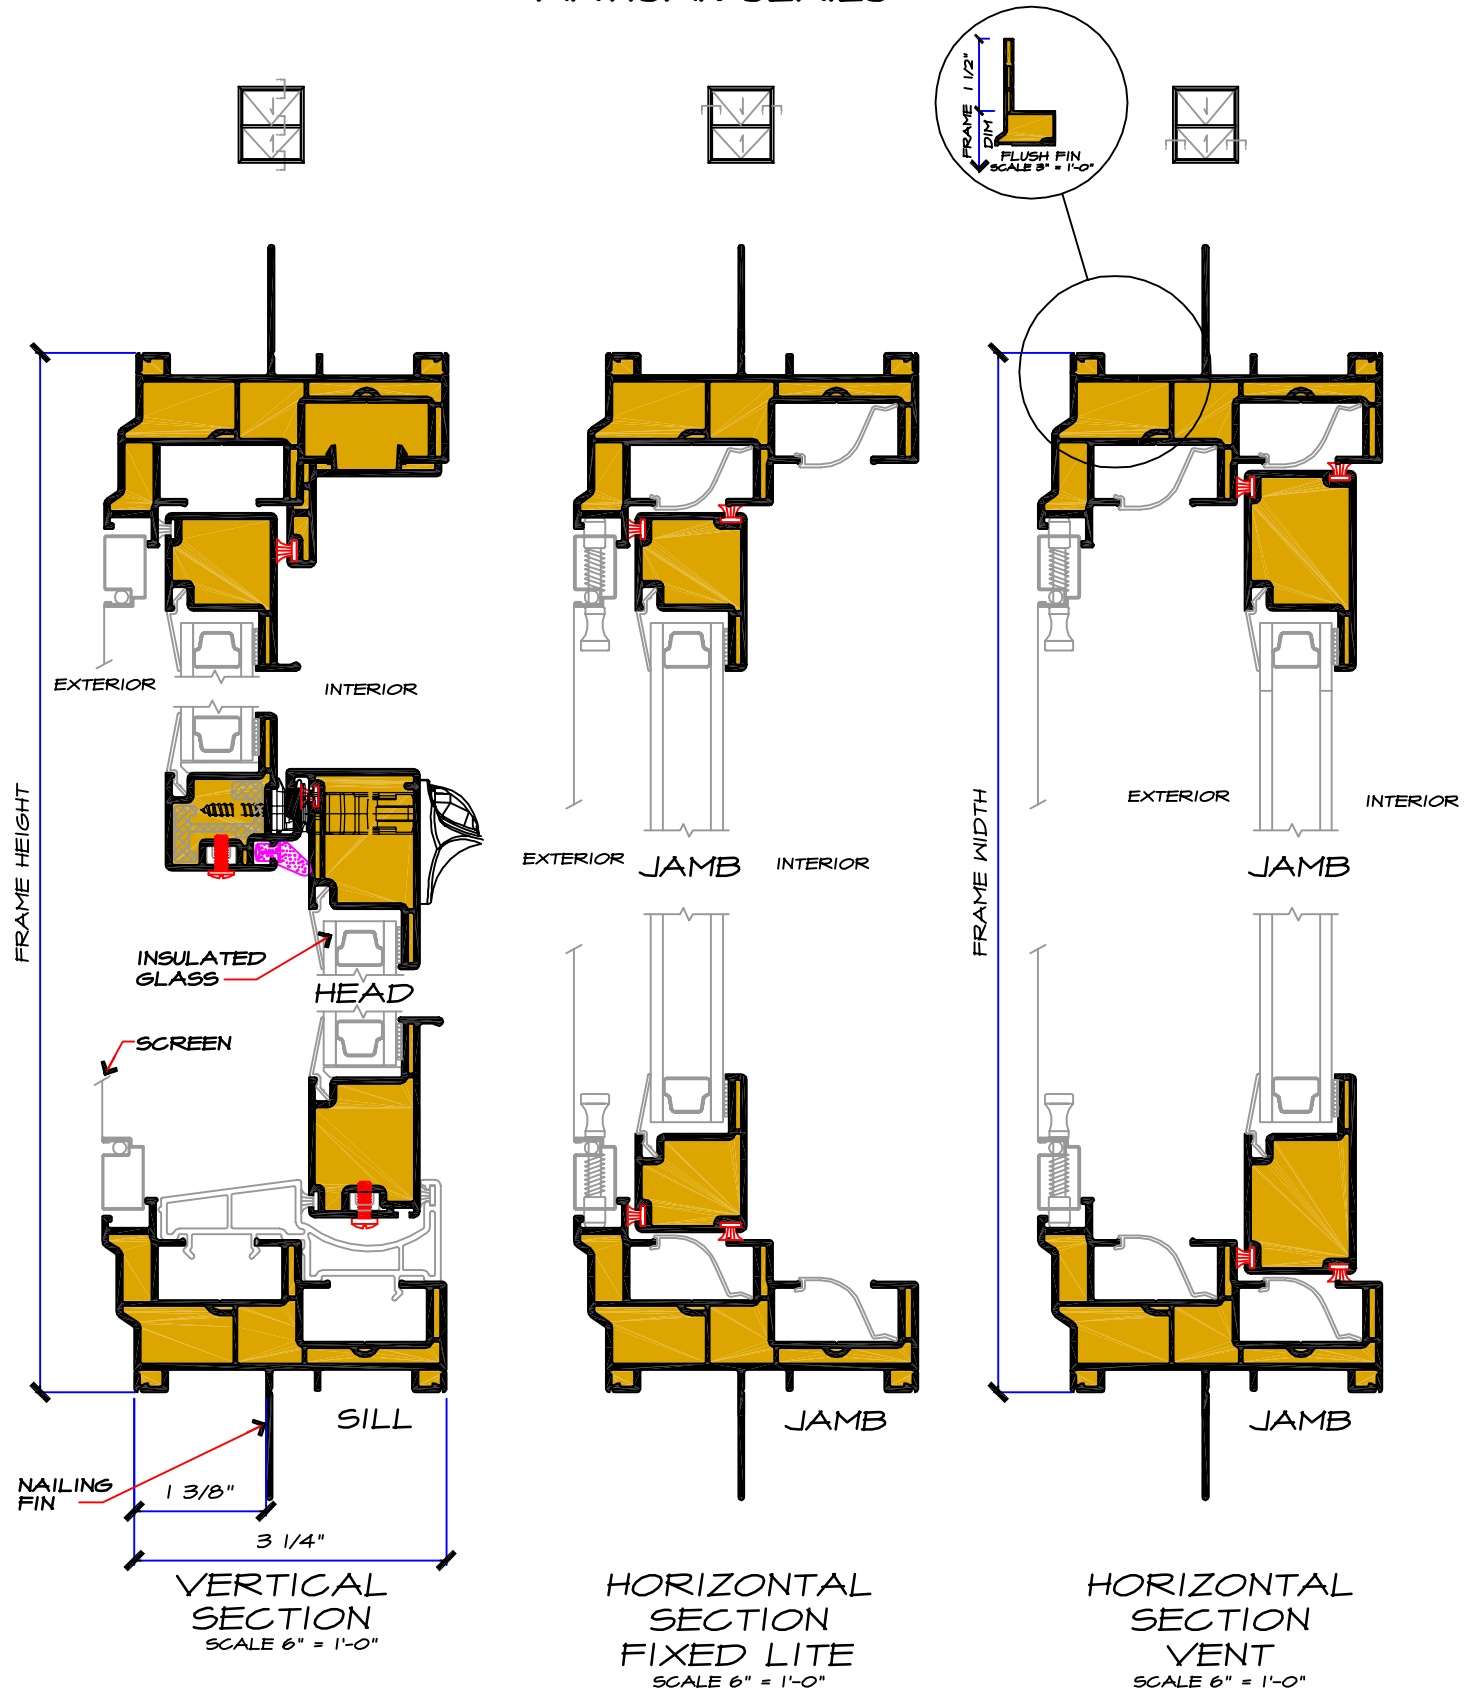 FRAME
DIM
1 1/2"
FLUSH FIN
SCALE 3" = 1'-0"
EXTERIOR
INTERIOR
FRAME HEIGHT
INSULATED
GLASS
HEAD
SCREEN
SILL
NAILING
FIN
1 3/8"
3 1/4"
VERTICAL
SECTION
SCALE 6" = 1'-0"
EXTERIOR
JAMB
INTERIOR
JAMB
HORIZONTAL
SECTION
FIXED LITE
SCALE 6" = 1'-0"
FRAME WIDTH
EXTERIOR
INTERIOR
JAMB
JAMB
HORIZONTAL
SECTION
VENT
SCALE 6" = 1'-0"